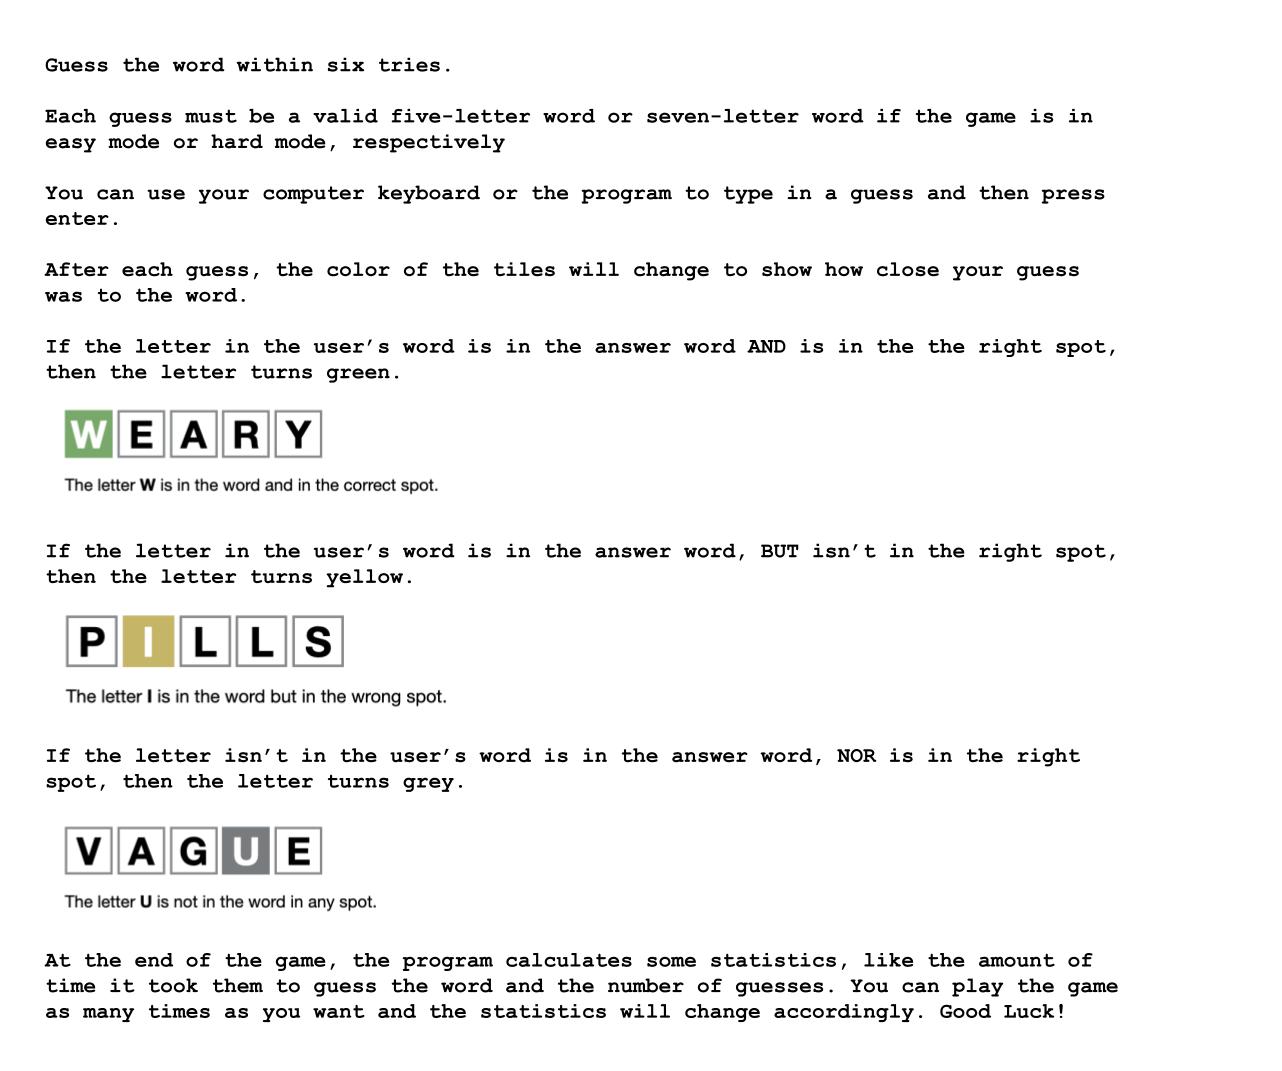 Guess the word within six tries.
Each guess must be a valid five-letter word or seven-letter word if the game is in
easy mode or hard mode, respectively
You can use your computer keyboard or the program to type in a guess and then press
enter.
After each guess, the color of the tiles will change to show how close your guess
was to the word.
If the letter in the user’s word is in the answer word AND is in the the right spot,
then the letter turns green.
W E A R Y
The letter W is in the word and in the correct spot.
If the letter in the user’s word is in the answer word, BUT isn’t in the right spot,
then the letter turns yellow.
P I L L S
The letter I is in the word but in the wrong spot.
If the letter isn’t in the user’s word is in the answer word, NOR is in the right
spot, then the letter turns grey.
V A G U E
The letter U is not in the word in any spot.
At the end of the game, the program calculates some statistics, like the amount of
time it took them to guess the word and the number of guesses. You can play the game
as many times as you want and the statistics will change accordingly. Good Luck!